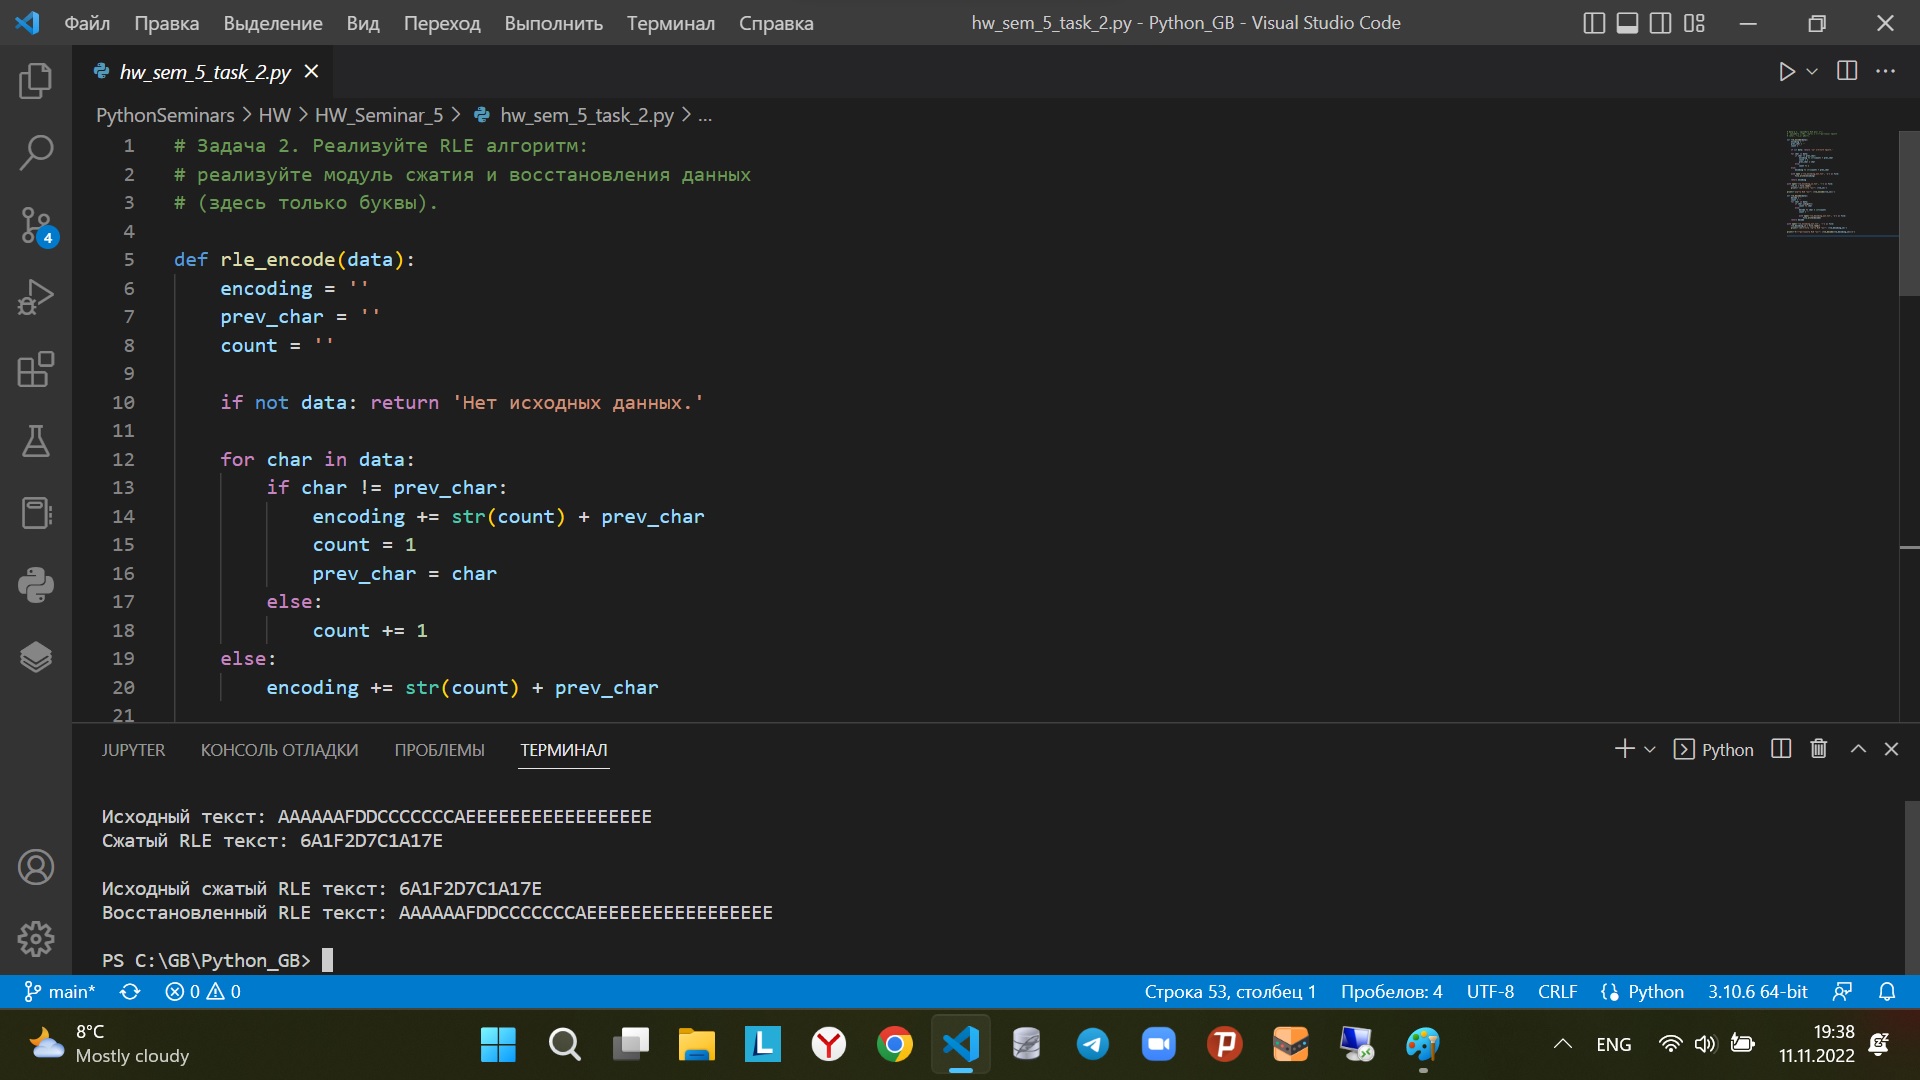 Файл Правка Выделение Вид Переход Выполнить Терминал Справка hw_sem_5_task_2.py - Python_GB - Visual Studio Code
hw_sem_5_task_2.py
PythonSeminars > HW > HW_Seminar_5 > hw_sem_5_task_2.py > ...
1 # Задача 2. Реализуйте RLE алгоритм:
2 # реализуйте модуль сжатия и восстановления данных
3 # (здесь только буквы).
4
5 def rle_encode(data):
6 encoding = ''
7 prev_char = ''
8 count = ''
9
10 if not data: return 'Нет исходных данных.'
11
12 for char in data:
13 if char != prev_char:
14 encoding += str(count) + prev_char
15 count = 1
16 prev_char = char
17 else:
18 count += 1
19 else:
20 encoding += str(count) + prev_char
21
4
JUPYTER КОНСОЛЬ ОТЛАДКИ ПРОБЛЕМЫ ТЕРМИНАЛ Python
Исходный текст: AAAAAAFDDCCCCCCCAEEEEEEEEEEEEEEEEE
Сжатый RLE текст: 6A1F2D7C1A17E
Исходный сжатый RLE текст: 6A1F2D7C1A17E
Восстановленный RLE текст: AAAAAAFDDCCCCCCCAEEEEEEEEEEEEEEEEE
PS C:\GB\Python_GB>
main* 0 0 Строка 53, столбец 1 Пробелов: 4 UTF-8 CRLF Python 3.10.6 64-bit
8°C
Mostly cloudy
ENG
19:38
11.11.2022